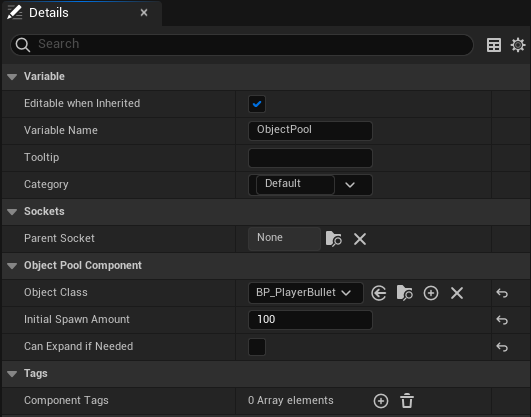 Details
Search
Variable
Editable when Inherited
Variable Name ObjectPool
Tooltip
Category Default
Sockets
Parent Socket None
Object Pool Component
Object Class BP_PlayerBullet
Initial Spawn Amount 100
Can Expand if Needed
Tags
Component Tags 0 Array elements